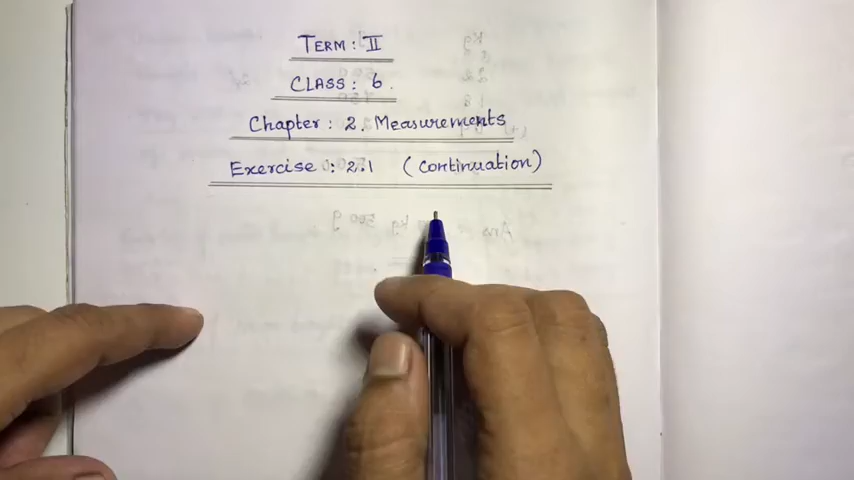 TERM : II
CLASS : 6.
Chapter : 2. Measurements
Exercise : 2.1 (Continuation)